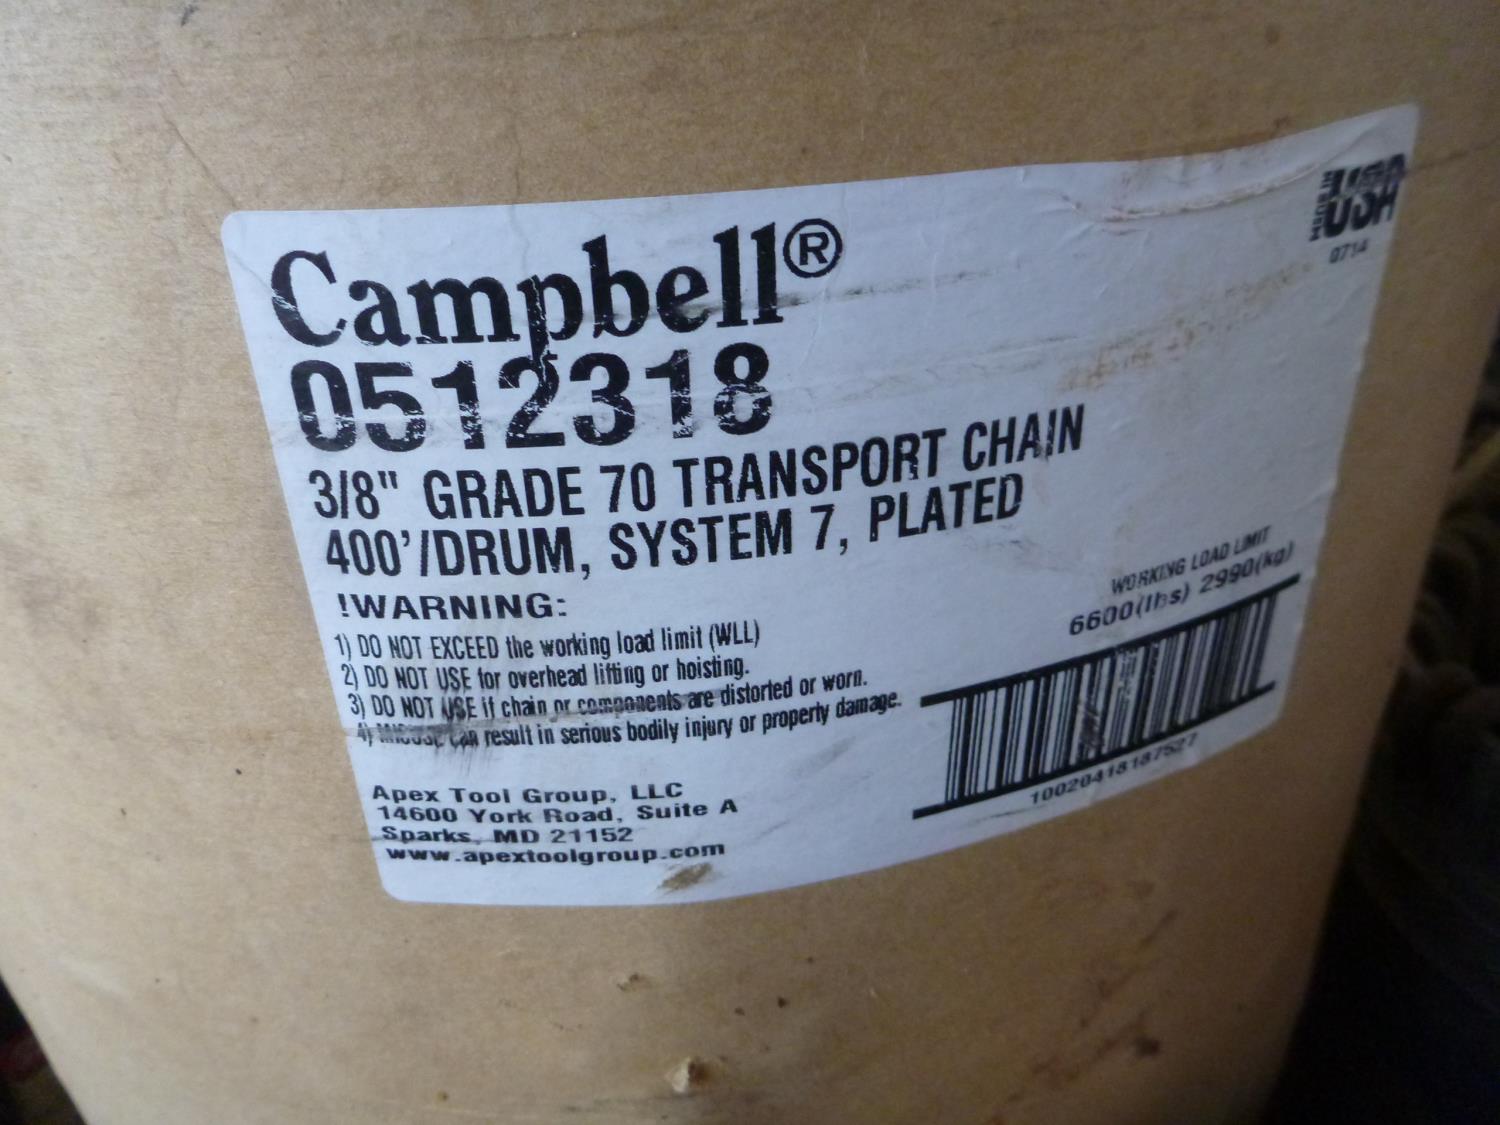 Campbell®
0512318
3/8" GRADE 70 TRANSPORT CHAIN
400'/DRUM, SYSTEM 7, PLATED
!WARNING:
1) DO NOT EXCEED the working load limit (WLL)
2) DO NOT USE for overhead lifting or hoisting.
3) DO NOT USE if chain or components are distorted or worn.
4) MISUSE can result in serious bodily injury or property damage.
Apex Tool Group, LLC
14600 York Road, Suite A
Sparks, MD 21152
www.apextoolgroup.com
USA
0714
WORKING LOAD LIMIT
6600(lbs) 2990(kg)
10020418187527